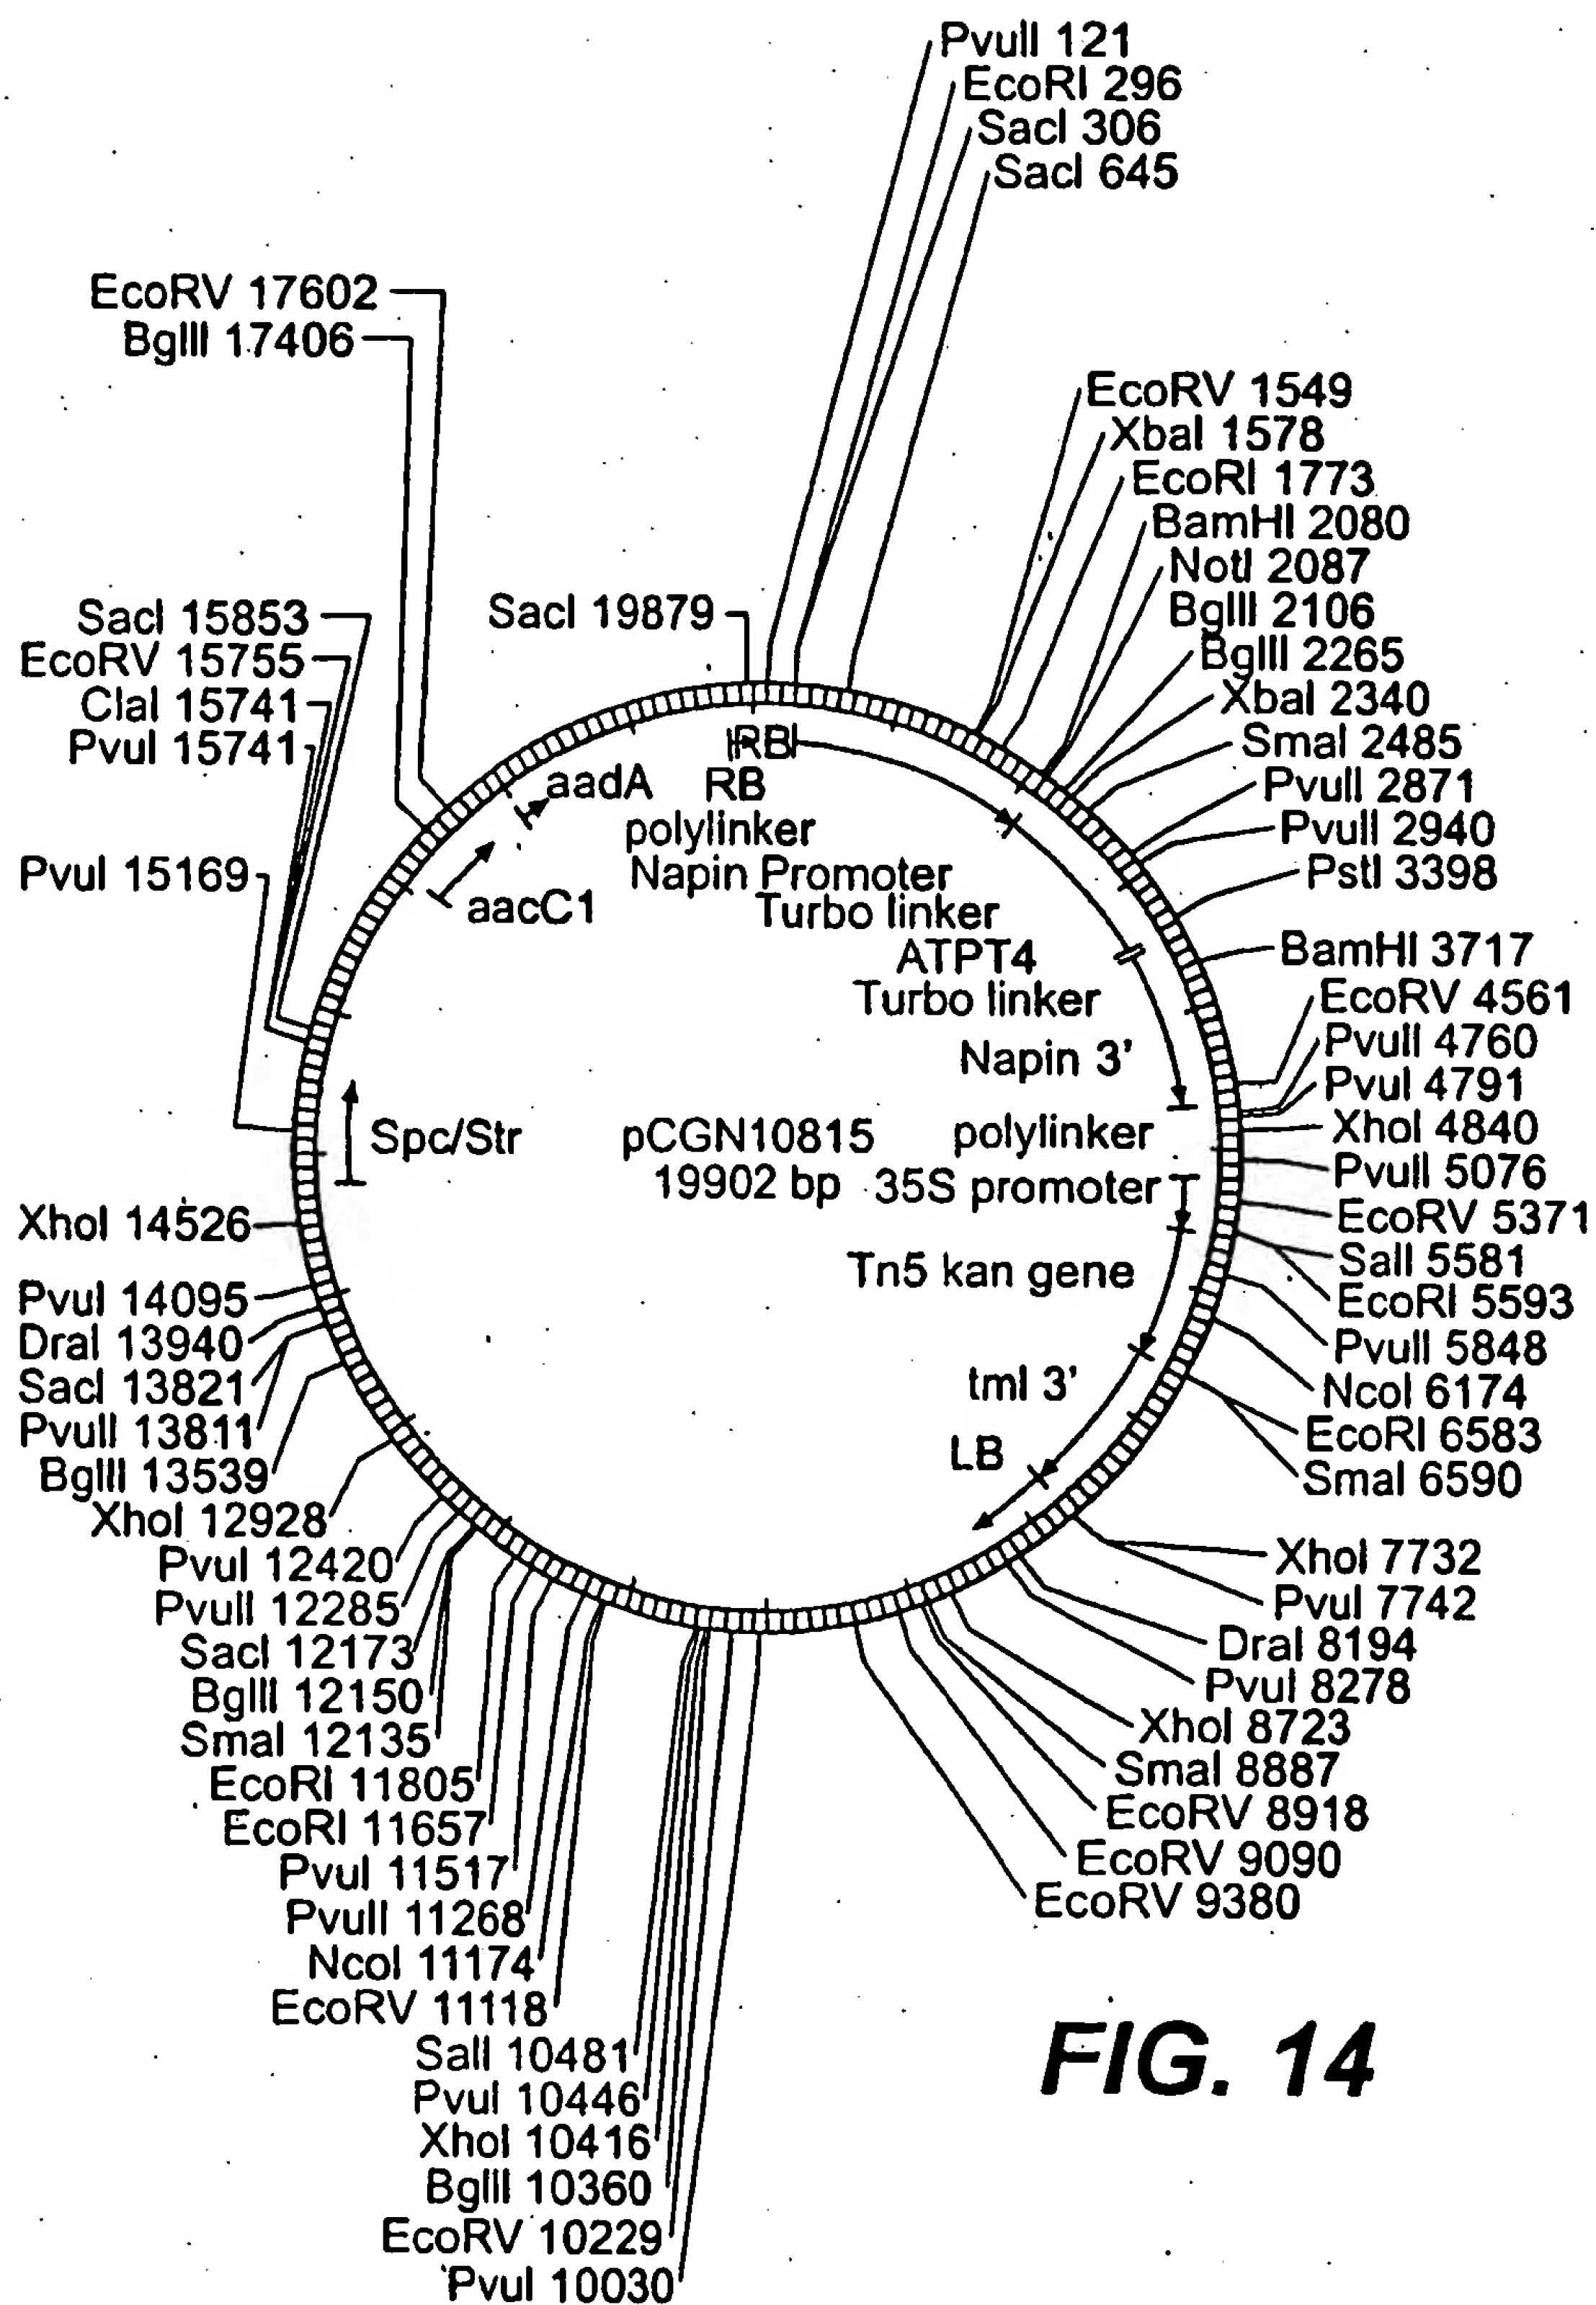 PvuII 121
EcoRI 296
SacI 306
SacI 645
EcoRV 17602
BglII 17406
EcoRV 1549
XbaI 1578
EcoRI 1773
BamHI 2080
NotI 2087
BglII 2106
BglII 2265
XbaI 2340
SmaI 2485
PvuII 2871
PvuII 2940
PstI 3398
BamHI 3717
EcoRV 4561
PvuII 4760
PvuI 4791
XhoI 4840
PvuII 5076
EcoRV 5371
SalI 5581
EcoRI 5593
PvuII 5848
NcoI 6174
EcoRI 6583
SmaI 6590
XhoI 7732
PvuI 7742
DraI 8194
PvuI 8278
XhoI 8723
SmaI 8887
EcoRV 8918
EcoRV 9090
EcoRV 9380
SacI 19879
SacI 15853
EcoRV 15755
ClaI 15741
PvuI 15741
PvuI 15169
XhoI 14526
PvuI 14095
DraI 13940
SacI 13821
PvuII 13811
BglII 13539
XhoI 12928
PvuI 12420
PvuII 12285
SacI 12173
BglII 12150
SmaI 12135
EcoRI 11805
EcoRI 11657
PvuI 11517
PvuII 11268
NcoI 11174
EcoRV 11118
SalI 10481
PvuI 10446
XhoI 10416
BglII 10360
EcoRV 10229
PvuI 10030
RB
aadA
RB
polylinker
Napin Promoter
aacC1
Turbo linker
ATPT4
Turbo linker
Napin 3'
Spc/Str
pCGN10815
polylinker
19902 bp
35S promoter
Tn5 kan gene
tml 3'
LB
FIG. 14